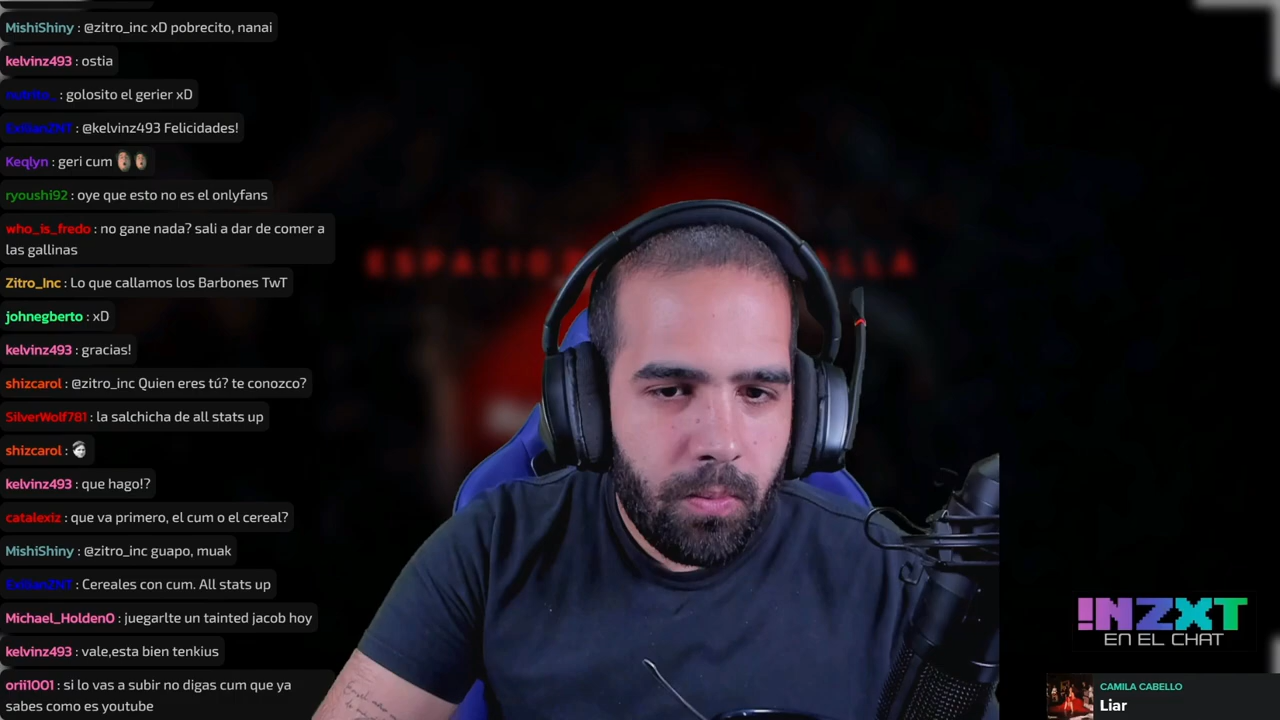 MishiShiny : @zitro_inc xD pobrecito, nanai
kelvinz493 : ostia
: golosito el gerier xD
ExilianZNT : @kelvinz493 Felicidades!
Keqlyn : geri cum
ryoushi92 : oye que esto no es el onlyfans
who_is_fredo : no gane nada? sali a dar de comer a
las gallinas
Zitro_Inc : Lo que callamos los Barbones TwT
johnegberto : xD
kelvinz493 : gracias!
shizcarol : @zitro_inc Quien eres tú? te conozco?
SilverWolf781 : la salchicha de all stats up
shizcarol :
kelvinz493 : que hago!?
catalexiz : que va primero, el cum o el cereal?
MishiShiny : @zitro_inc guapo, muak
ExilianZNT : Cereales con cum. All stats up
Michael_Holden0 : juegarlte un tainted jacob hoy
kelvinz493 : vale,esta bien tenkius
orii1001 : si lo vas a subir no digas cum que ya
sabes como es youtube
!NZXT
EN EL CHAT
CAMILA CABELLO
Liar